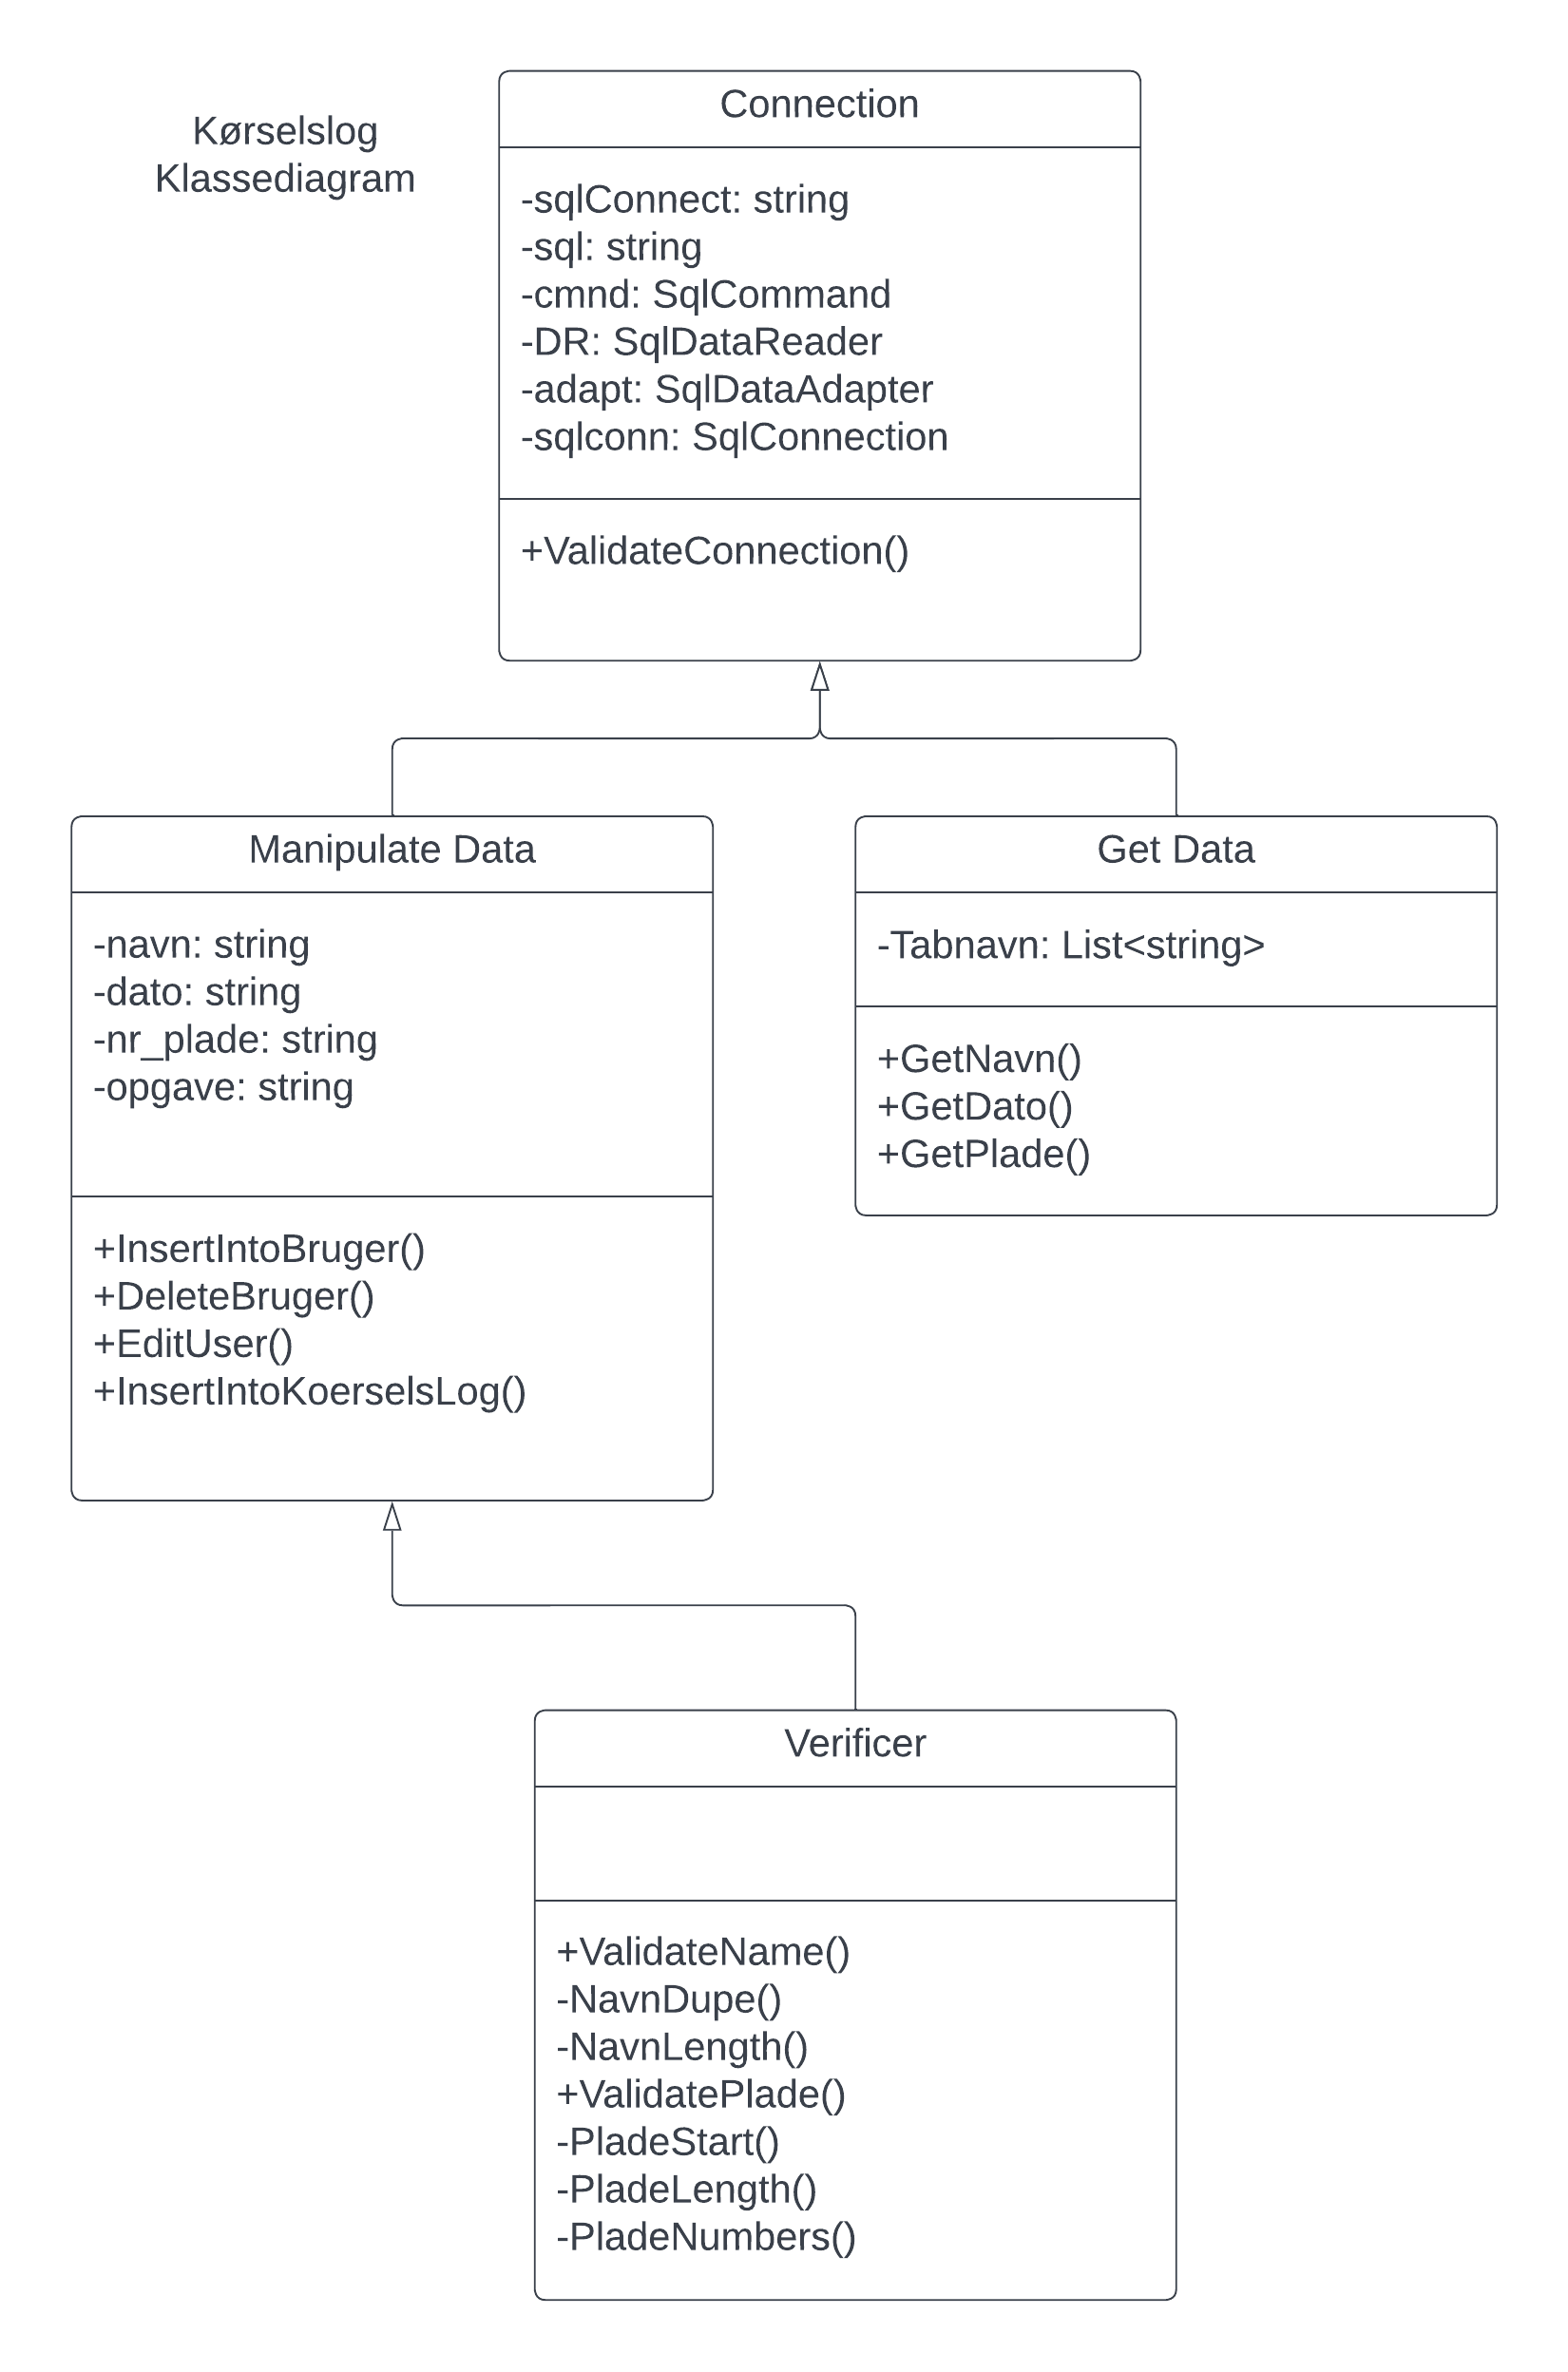 Kørselslog
Klassediagram
Connection
-sqlConnect: string
-sql: string
-cmnd: SqlCommand
-DR: SqlDataReader
-adapt: SqlDataAdapter
-sqlconn: SqlConnection
+ValidateConnection()
Manipulate Data
-navn: string
-dato: string
-nr_plade: string
-opgave: string
+InsertIntoBruger()
+DeleteBruger()
+EditUser()
+InsertIntoKoerselsLog()
Get Data
-Tabnavn: List<string>
+GetNavn()
+GetDato()
+GetPlade()
Verificer
+ValidateName()
-NavnDupe()
-NavnLength()
+ValidatePlade()
-PladeStart()
-PladeLength()
-PladeNumbers()